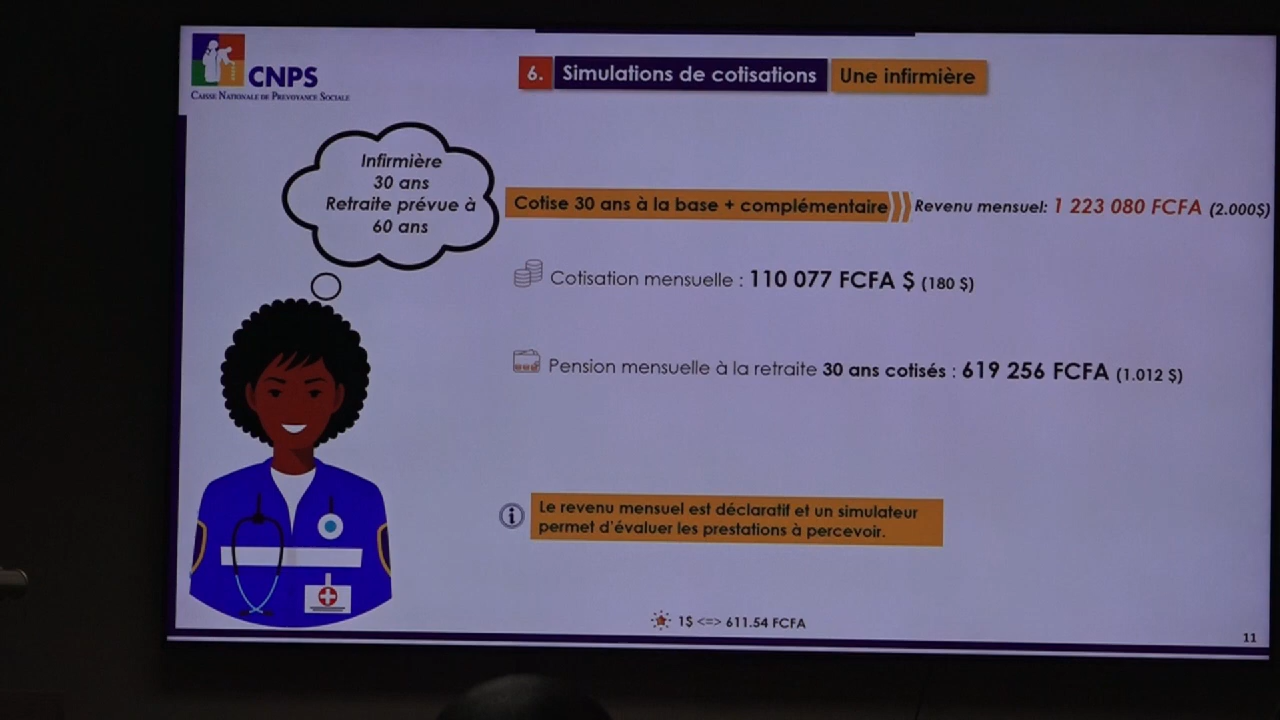 CNPS
CAISSE NATIONALE DE PREVOYANCE SOCIALE
6. Simulations de cotisations Une infirmière
Infirmière
30 ans
Retraite prévue à
60 ans
Cotise 30 ans à la base + complémentaire Revenu mensuel: 1 223 080 FCFA (2.000$)
Cotisation mensuelle : 110 077 FCFA $ (180 $)
Pension mensuelle à la retraite 30 ans cotisés : 619 256 FCFA (1.012 $)
Le revenu mensuel est déclaratif et un simulateur
permet d'évaluer les prestations à percevoir.
1$ <=> 611.54 FCFA
11